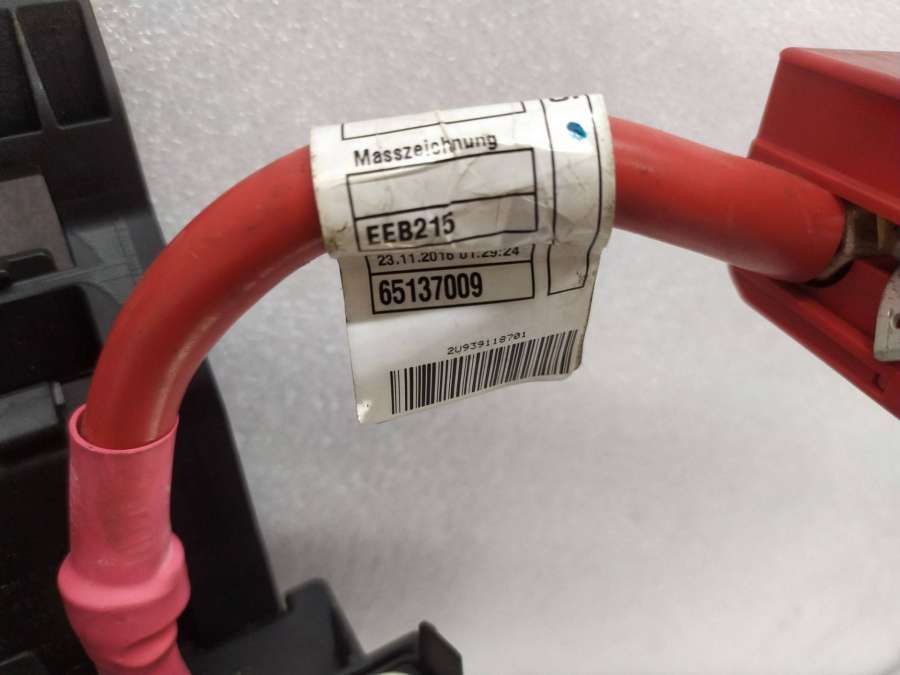 Masszeichnung
EEB215
23.11.2016 01:29:24
65137009
2U939118701